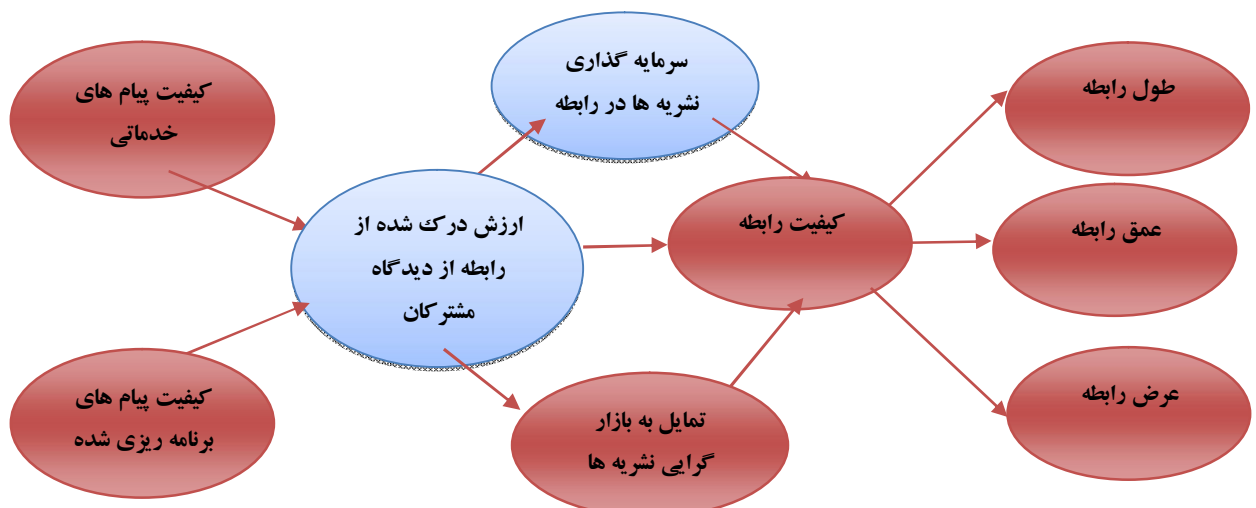 سرمایه گذاری
نشریه ها در رابطه
کیفیت پیام های
خدماتی
طول رابطه
ارزش درک شده از
رابطه از دیدگاه
مشترکان
کیفیت رابطه
عمق رابطه
کیفیت پیام های
برنامه ریزی شده
تمایل به بازار
گرایی نشریه ها
عرض رابطه